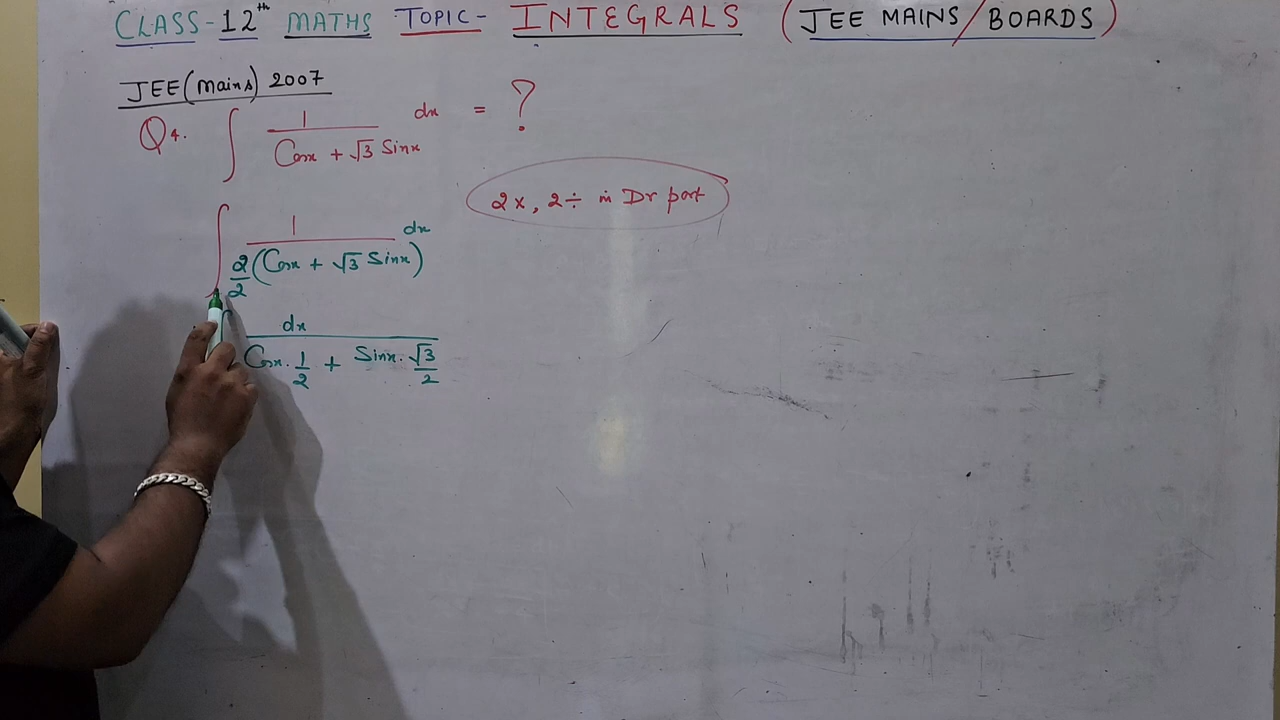 CLASS-12th MATHS TOPIC- INTEGRALS (JEE MAINS/BOARDS)
JEE(Mains) 2007
Q4. ∫ 1/(Cosx + √3 Sinx) dx = ?
2×, 2÷ in Dr part
∫ 1/(2/2 (Cosx + √3 Sinx)) dx
dx/(Cosx. 1/2 + Sinx. √3/2)